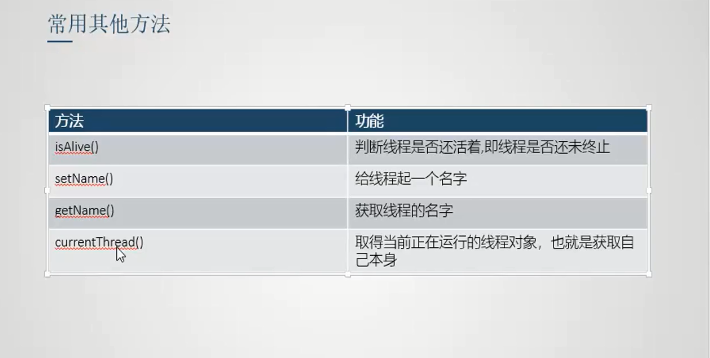 常用其他方法
方法 功能
isAlive() 判断线程是否还活着,即线程是否还未终止
setName() 给线程起一个名字
getName() 获取线程的名字
currentThread() 取得当前正在运行的线程对象，也就是获取自
己本身